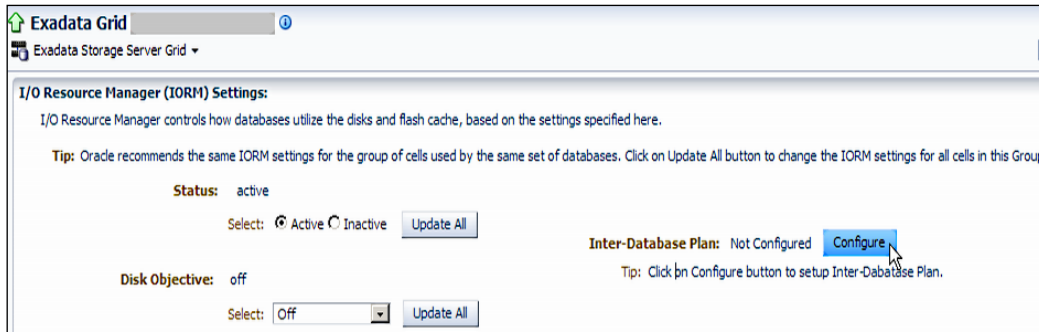 Exadata Grid
Exadata Storage Server Grid
I/O Resource Manager (IORM) Settings:
I/O Resource Manager controls how databases utilize the disks and flash cache, based on the settings specified here.
Tip: Oracle recommends the same IORM settings for the group of cells used by the same set of databases. Click on Update All button to change the IORM settings for all cells in this Grou
Status: active
Select: Active Inactive Update All
Inter-Database Plan: Not Configured Configure
Tip: Click on Configure button to setup Inter-Dabatase Plan.
Disk Objective: off
Select: Off Update All